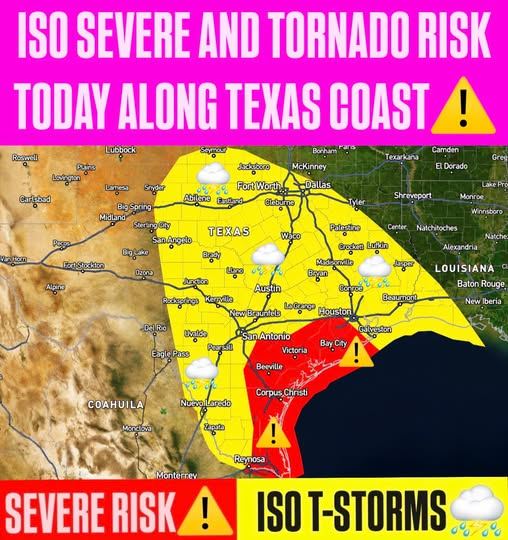 ISO SEVERE AND TORNADO RISK
TODAY ALONG TEXAS COAST
Lubbock Seymour Bonham Paris Camden
Roswell Plains Jacksboro McKinney Texarkana El Dorado
Lovington Lamesa Snyder Fort Worth Dallas
Carlsbad Abilene Eastland Cleburne Tyler Shreveport Monroe
Big Spring Winnsboro
Midland Sterling City TEXAS Waco Palestine Center Natchitoches
Pecos San Angelo Crockett Lufkin Alexandria
Van Horn Big Lake Brady
Fort Stockton Ozona Llano Madisonville Jasper LOUISIANA
Alpine Junction Austin Bryan Conroe Baton Rouge
Rocksprings Kerrville La Grange Beaumont New Iberia
New Braunfels Houston
Del Rio Uvalde San Antonio Galveston
Eagle Pass Pearsall Victoria Bay City
Beeville
COAHUILA Nuevo Laredo Corpus Christi
Monclova Zapata
Reynosa
Monterrey
SEVERE RISK
ISO T-STORMS